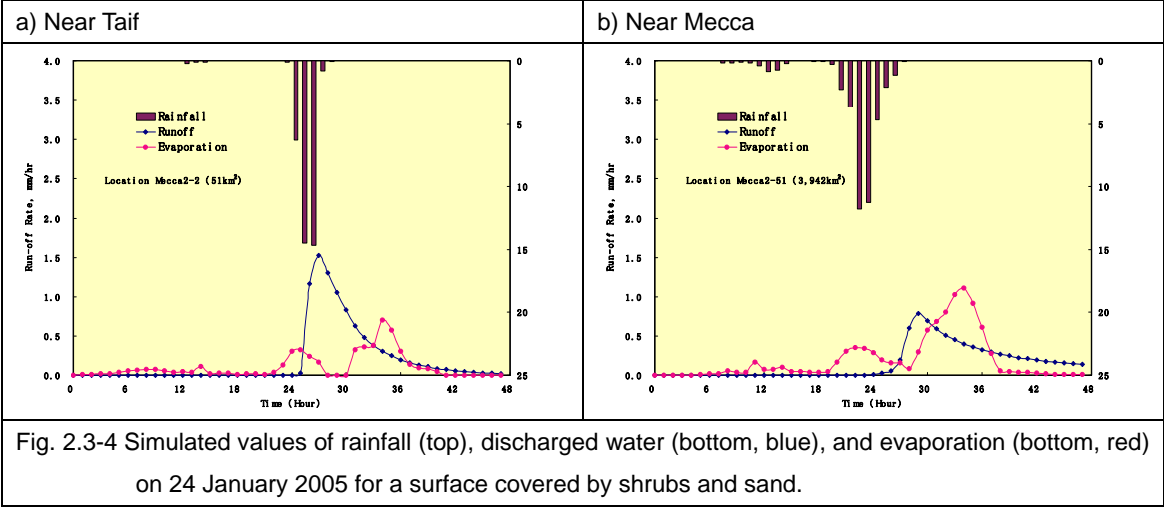 a) Near Taif
b) Near Mecca
4.0
3.5
3.0
2.5
2.0
1.5
1.0
0.5
0.0
Run-off Rate, mm/hr
0
5
10
15
20
25
Rainfall
Runoff
Evaporation
Location Mecca2-2 (51km²)
0 6 12 18 24 30 36 42 48
Time (Hour)
4.0
3.5
3.0
2.5
2.0
1.5
1.0
0.5
0.0
Run-off Rate, mm/hr
0
5
10
15
20
25
Rainfall
Runoff
Evaporation
Location Mecca2-51 (3,942km²)
0 6 12 18 24 30 36 42 48
Time (Hour)
Fig. 2.3-4 Simulated values of rainfall (top), discharged water (bottom, blue), and evaporation (bottom, red)
on 24 January 2005 for a surface covered by shrubs and sand.